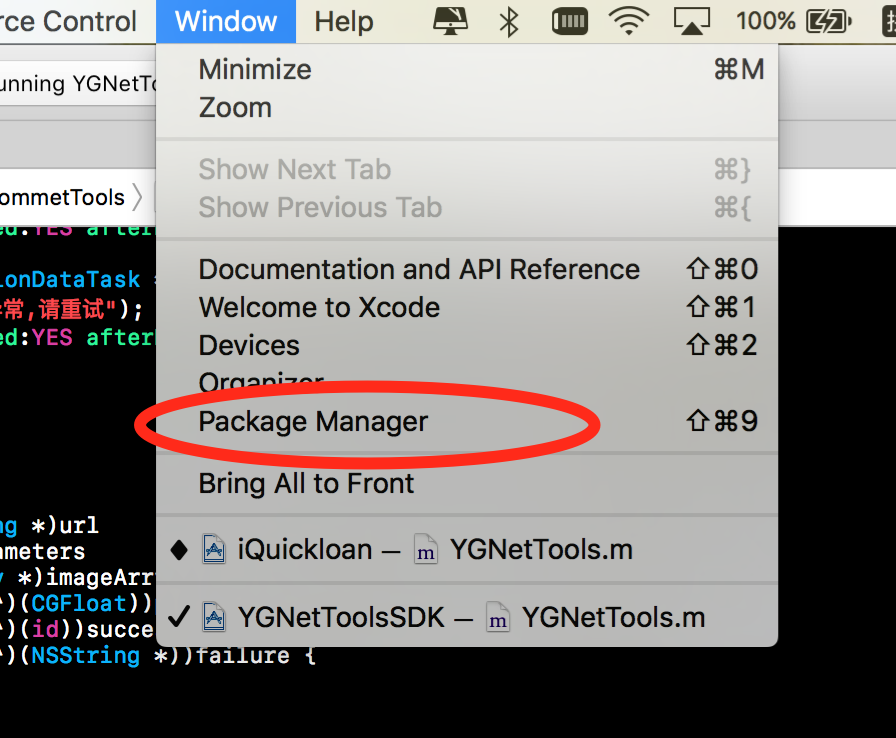 rce Control Window Help 100%
unning YGNetTo
Minimize ⌘M
Zoom
Show Next Tab ⌘}
ommetTools
Show Previous Tab ⌘{
ed:YES after
Documentation and API Reference ⇧⌘0
ionDataTask
Welcome to Xcode ⇧⌘1
常,请重试");
ed:YES after
Devices ⇧⌘2
Organizer
Package Manager ⇧⌘9
Bring All to Front
ng *)url
ameters
iQuickloan — m YGNetTools.m
y *)imageArr
^)(CGFloat))
YGNetToolsSDK — m YGNetTools.m
^)(id))succe
^)(NSString *))failure {